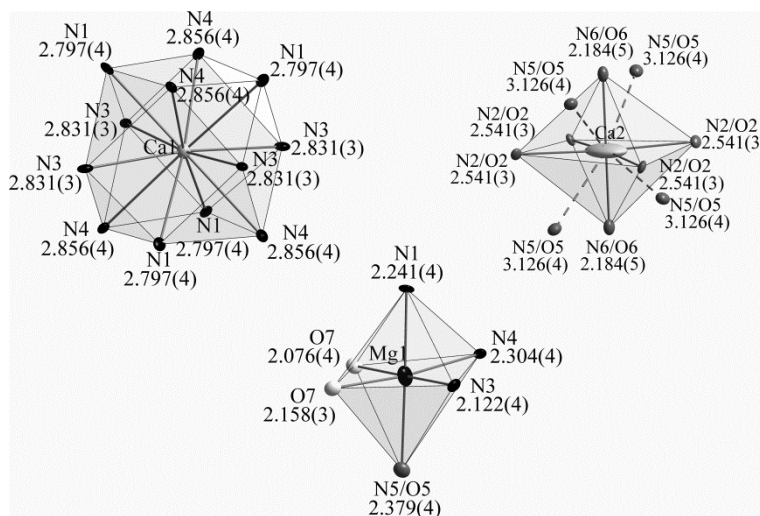 N4
2.856(4)
N1
2.797(4)
N1
2.797(4)
N4
2.856(4)
N3
2.831(3)
Ca1
N3
2.831(3)
N3
2.831(3)
N3
2.831(3)
N4
2.856(4)
N1
2.797(4)
N1
2.797(4)
N4
2.856(4)
N6/O6
2.184(5)
N5/O5
3.126(4)
N5/O5
3.126(4)
N2/O2
2.541(3)
Ca2
N2/O2
2.541(3)
N2/O2
2.541(3)
N2/O2
2.541(3)
N5/O5
3.126(4)
N5/O5
3.126(4)
N6/O6
2.184(5)
N1
2.241(4)
O7
2.076(4)
Mg1
N4
2.304(4)
O7
2.158(3)
N3
2.122(4)
N5/O5
2.379(4)